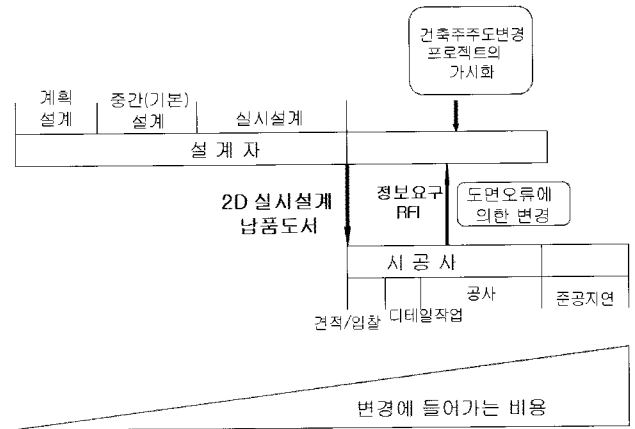 건축주주도변경
프로젝트의
가시화
계획
설계
중간(기본)
설계
실시설계
설 계 자
2D 실시설계
납품도서
정보요구
RFI
도면오류에
의한 변경
시 공 사
견적/입찰
디테일작업
공사
준공지연
변경에 들어가는 비용